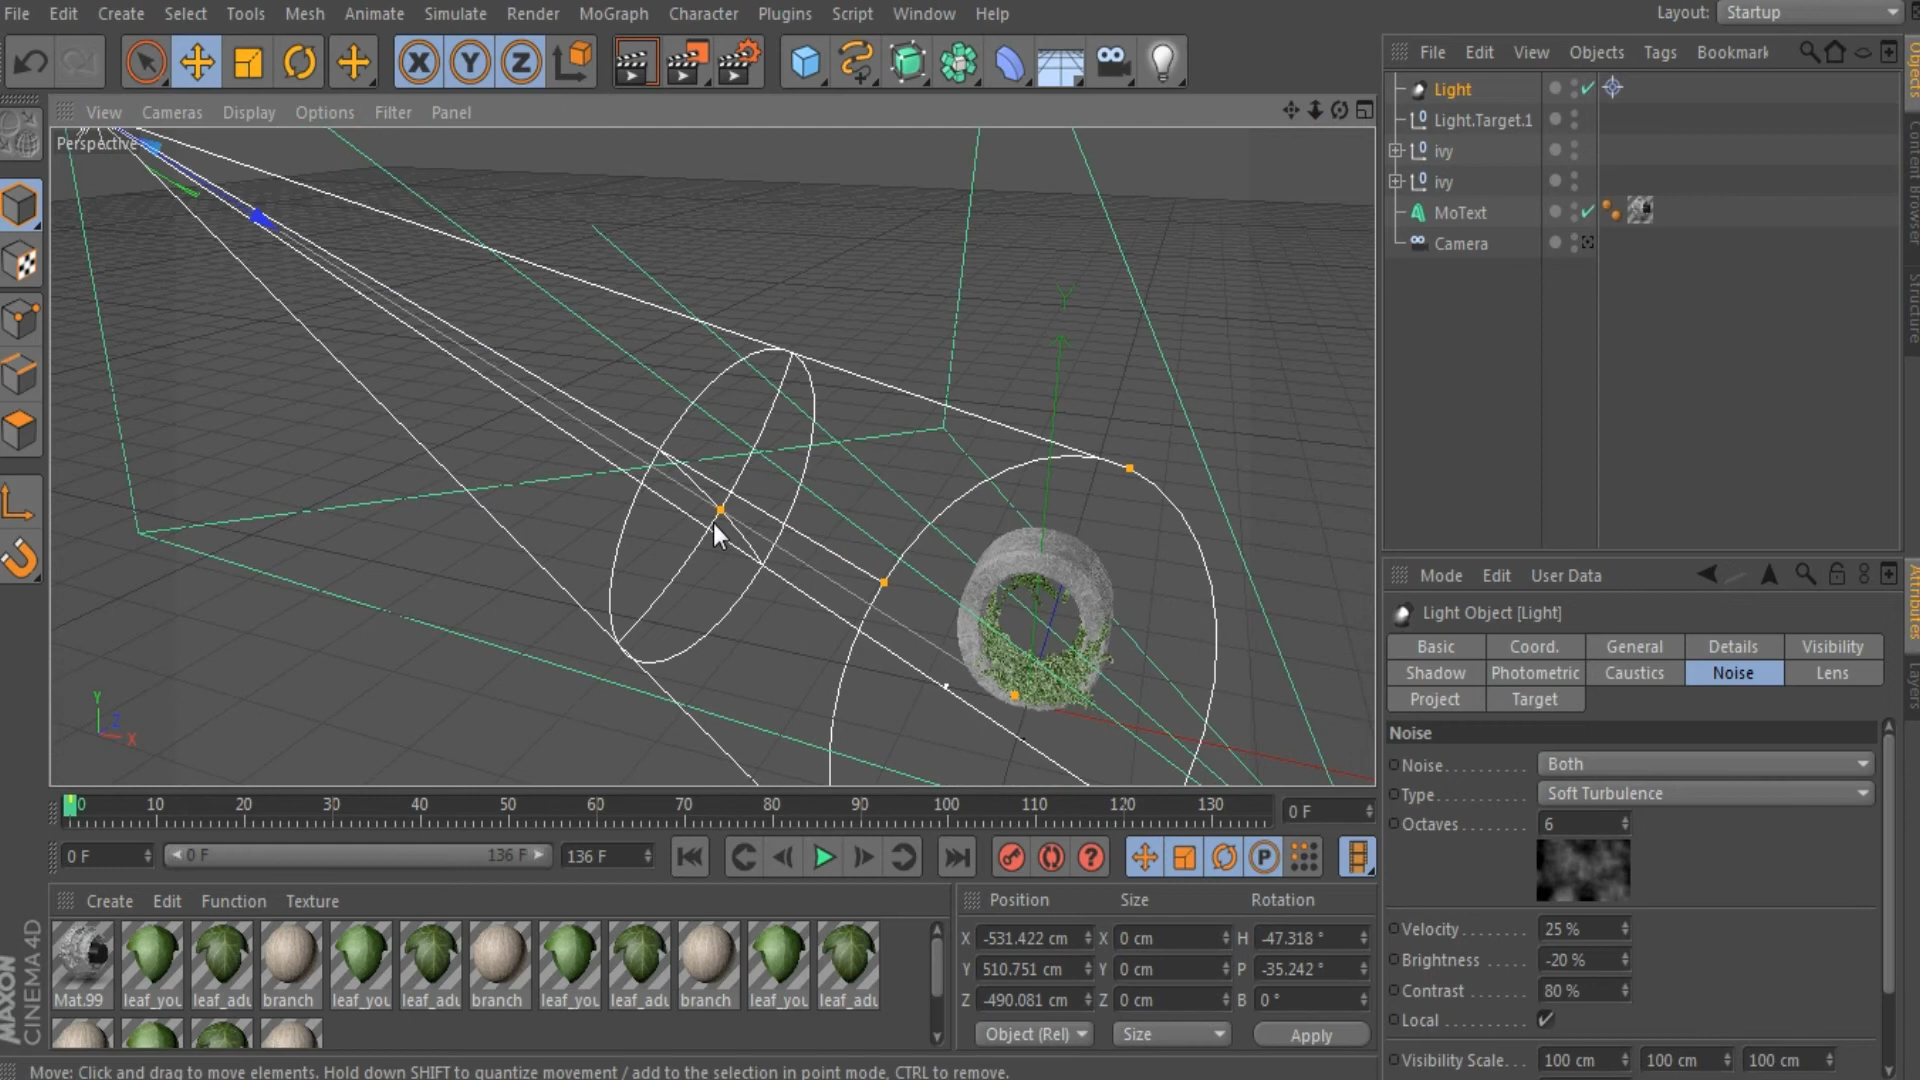 File Edit Create Select Tools Mesh Animate Simulate Render MoGraph Character Plugins Script Window Help
Layout: Startup
File Edit View Objects Tags Bookmark
View Cameras Display Options Filter Panel
Perspective
Y
Y
Z
X
Light
Light.Target.1
ivy
ivy
MoText
Camera
Objects
Content Browser
Structure
Mode Edit User Data
Attributes
Layers
Light Object [Light]
Basic Coord. General Details Visibility
Shadow Photometric Caustics Noise Lens
Project Target
Noise
Noise Both
Type Soft Turbulence
Octaves 6
Velocity 25 %
Brightness -20 %
Contrast 80 %
Local
Visibility Scale 100 cm 100 cm 100 cm
0 10 20 30 40 50 60 70 80 90 100 110 120 130 0 F
0 F 0 F 136 F 136 F
Create Edit Function Texture
Mat.99 leaf_you leaf_adu branch leaf_you leaf_adu branch leaf_you leaf_adu branch leaf_you leaf_adu
MAXON
CINEMA 4D
Position Size Rotation
X -531.422 cm X 0 cm H -47.318 °
Y 510.751 cm Y 0 cm P -35.242 °
Z -490.081 cm Z 0 cm B 0 °
Object (Rel) Size Apply
Move: Click and drag to move elements. Hold down SHIFT to quantize movement / add to the selection in point mode, CTRL to remove.